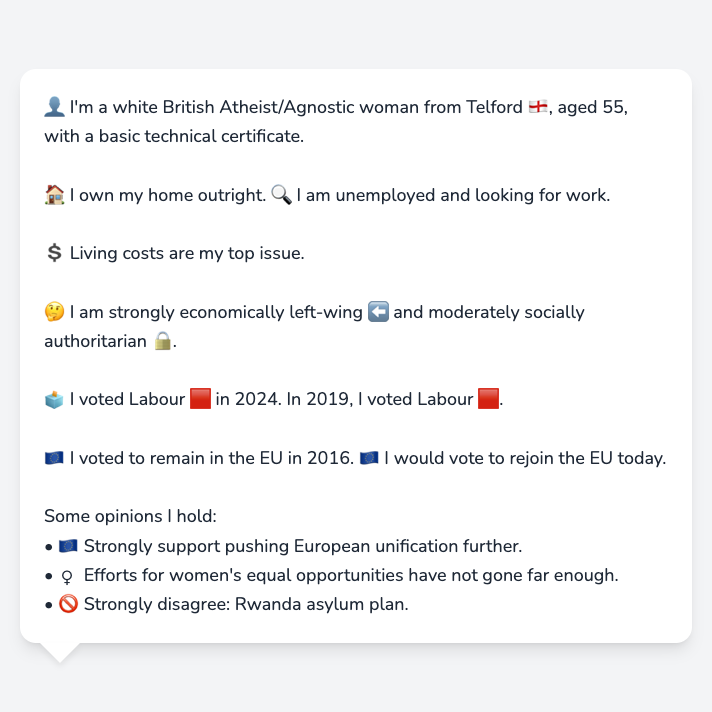 👤 I'm a white British Atheist/Agnostic woman from Telford 🏴󠁧󠁢󠁥󠁮󠁧󠁿, aged 55,
with a basic technical certificate.
🏠 I own my home outright. 🔍 I am unemployed and looking for work.
💲 Living costs are my top issue.
🤔 I am strongly economically left-wing ⬅️ and moderately socially
authoritarian 🔒.
🗳️ I voted Labour 🟥 in 2024. In 2019, I voted Labour 🟥.
🇪🇺 I voted to remain in the EU in 2016. 🇪🇺 I would vote to rejoin the EU today.
Some opinions I hold:
• 🇪🇺 Strongly support pushing European unification further.
• ♀ Efforts for women's equal opportunities have not gone far enough.
• 🚫 Strongly disagree: Rwanda asylum plan.